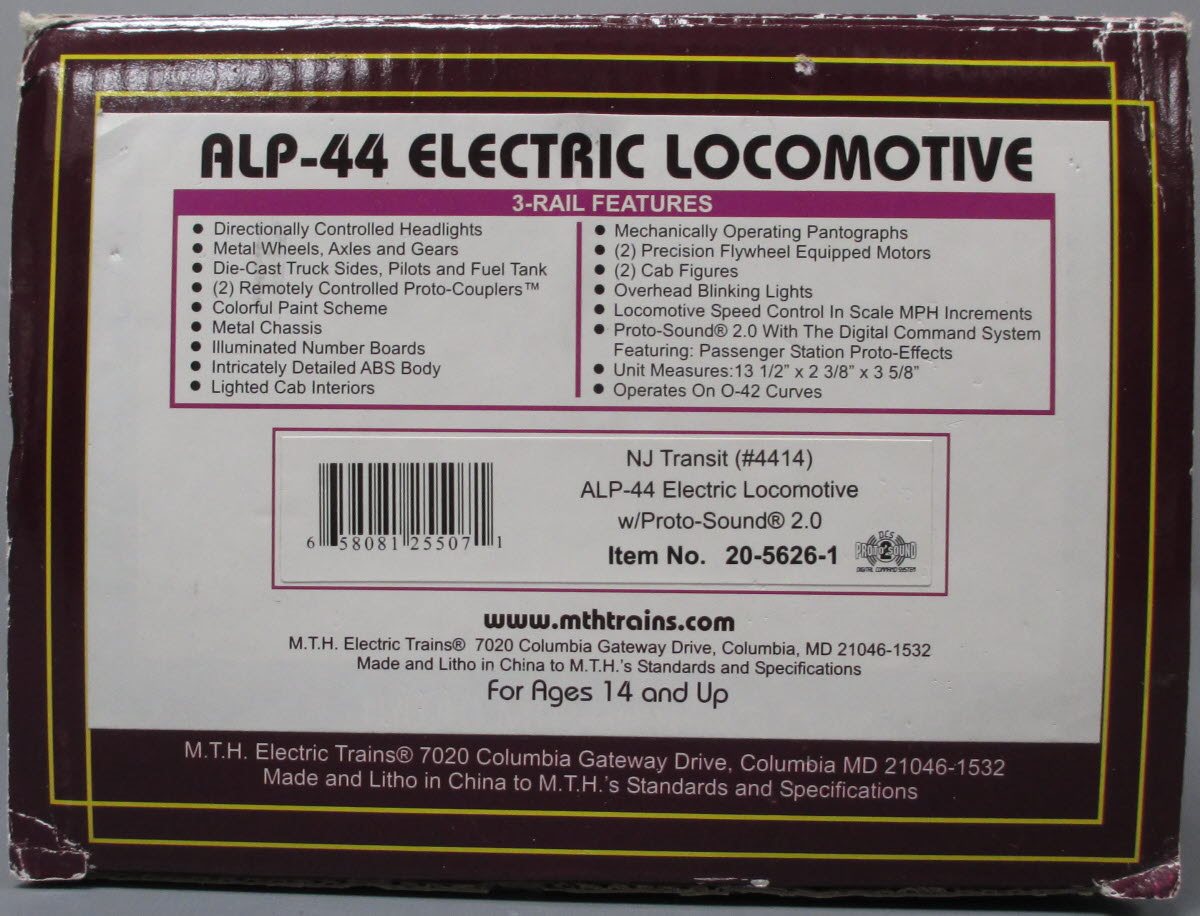 ALP-44 ELECTRIC LOCOMOTIVE
3-RAIL FEATURES
● Directionally Controlled Headlights
● Metal Wheels, Axles and Gears
● Die-Cast Truck Sides, Pilots and Fuel Tank
● (2) Remotely Controlled Proto-Couplers™
● Colorful Paint Scheme
● Metal Chassis
● Illuminated Number Boards
● Intricately Detailed ABS Body
● Lighted Cab Interiors
● Mechanically Operating Pantographs
● (2) Precision Flywheel Equipped Motors
● (2) Cab Figures
● Overhead Blinking Lights
● Locomotive Speed Control In Scale MPH Increments
● Proto-Sound® 2.0 With The Digital Command System
Featuring: Passenger Station Proto-Effects
● Unit Measures:13 1/2” x 2 3/8” x 3 5/8”
● Operates On O-42 Curves
6 58081 25507 1
NJ Transit (#4414)
ALP-44 Electric Locomotive
w/Proto-Sound® 2.0
Item No. 20-5626-1
DCS
PROTO SOUND
2
DIGITAL COMMAND SYSTEM
www.mthtrains.com
M.T.H. Electric Trains® 7020 Columbia Gateway Drive, Columbia, MD 21046-1532
Made and Litho in China to M.T.H.'s Standards and Specifications
For Ages 14 and Up
M.T.H. Electric Trains® 7020 Columbia Gateway Drive, Columbia MD 21046-1532
Made and Litho in China to M.T.H.'s Standards and Specifications